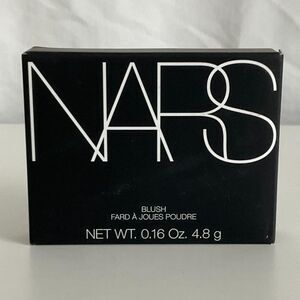 NARS
BLUSH
FARD À JOUES POUDRE
NET WT. 0.16 Oz. 4.8 g